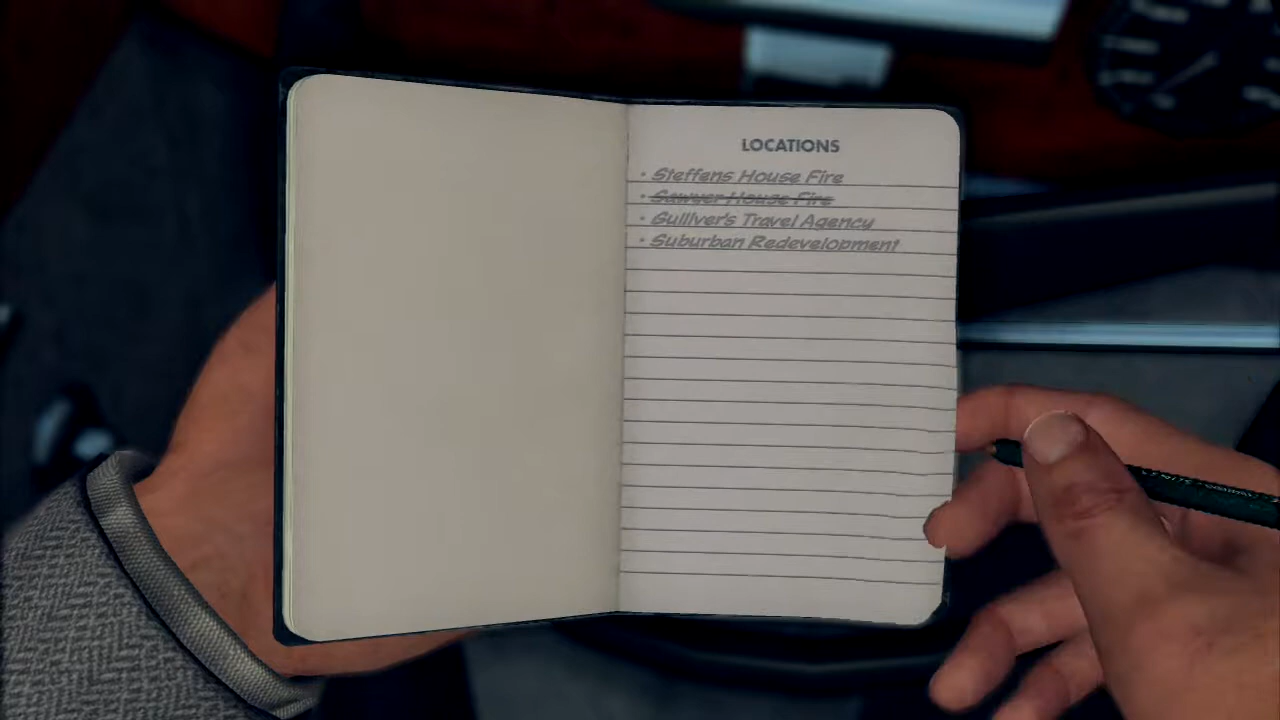 LOCATIONS
· Steffens House Fire
· Sawyer House Fire
· Gulliver's Travel Agency
· Suburban Redevelopment